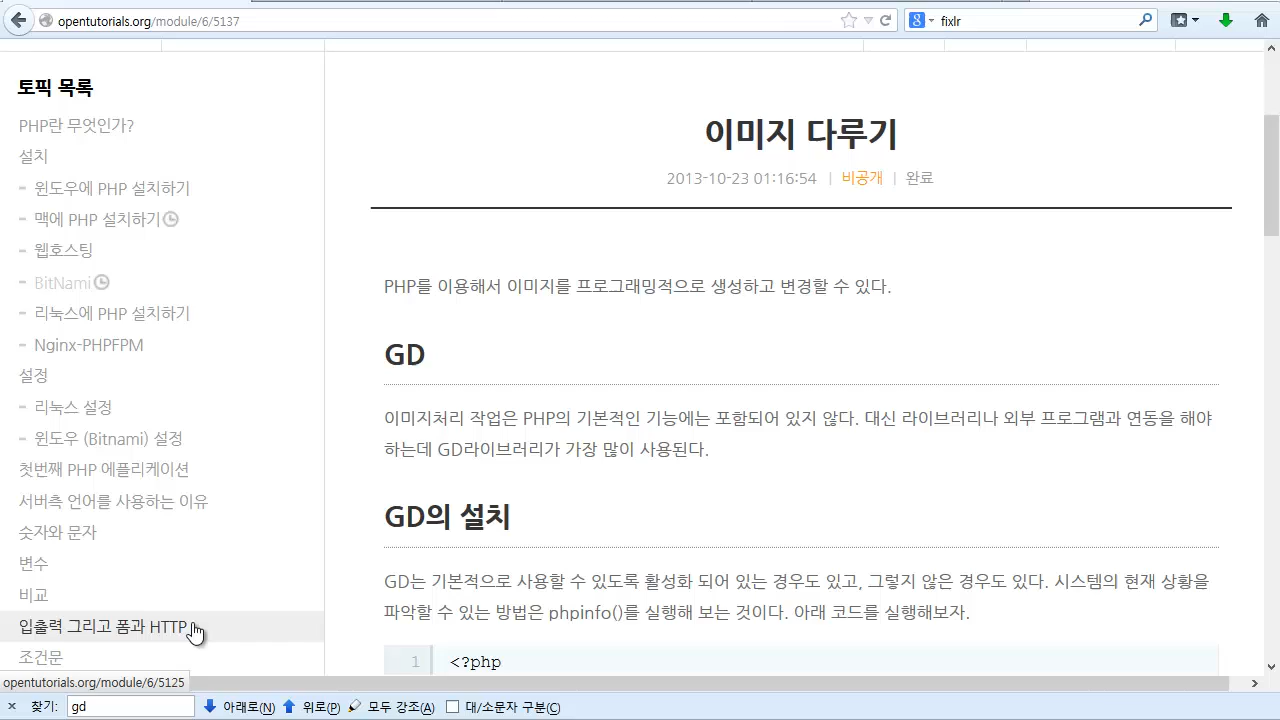 opentutorials.org/module/6/5137
fixlr
토픽 목록
PHP란 무엇인가?
설치
- 윈도우에 PHP 설치하기
- 맥에 PHP 설치하기
- 웹호스팅
- BitNami
- 리눅스에 PHP 설치하기
- Nginx-PHPFPM
설정
- 리눅스 설정
- 윈도우 (Bitnami) 설정
첫번째 PHP 에플리케이션
서버측 언어를 사용하는 이유
숫자와 문자
변수
비교
입출력 그리고 폼과 HTTP
조건문
opentutorials.org/module/6/5125
이미지 다루기
2013-10-23 01:16:54 | 비공개 | 완료
PHP를 이용해서 이미지를 프로그래밍적으로 생성하고 변경할 수 있다.
GD
이미지처리 작업은 PHP의 기본적인 기능에는 포함되어 있지 않다. 대신 라이브러리나 외부 프로그램과 연동을 해야
하는데 GD라이브러리가 가장 많이 사용된다.
GD의 설치
GD는 기본적으로 사용할 수 있도록 활성화 되어 있는 경우도 있고, 그렇지 않은 경우도 있다. 시스템의 현재 상황을
파악할 수 있는 방법은 phpinfo()를 실행해 보는 것이다. 아래 코드를 실행해보자.
1 <?php
찾기: gd 아래로(N) 위로(P) 모두 강조(A) 대/소문자 구분(C)